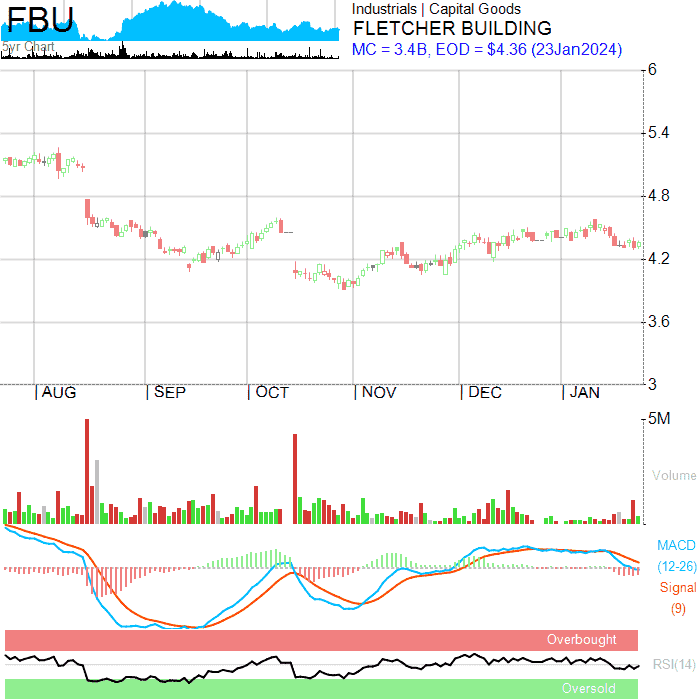 FBU
5yr Chart
Industrials | Capital Goods
FLETCHER BUILDING
MC = 3.4B, EOD = $4.36 (23Jan2024)
6
5.4
4.8
4.2
3.6
3
|AUG |SEP |OCT |NOV |DEC |JAN
5M
Volume
MACD
(12-26)
Signal
(9)
Overbought
RSI(14)
Oversold